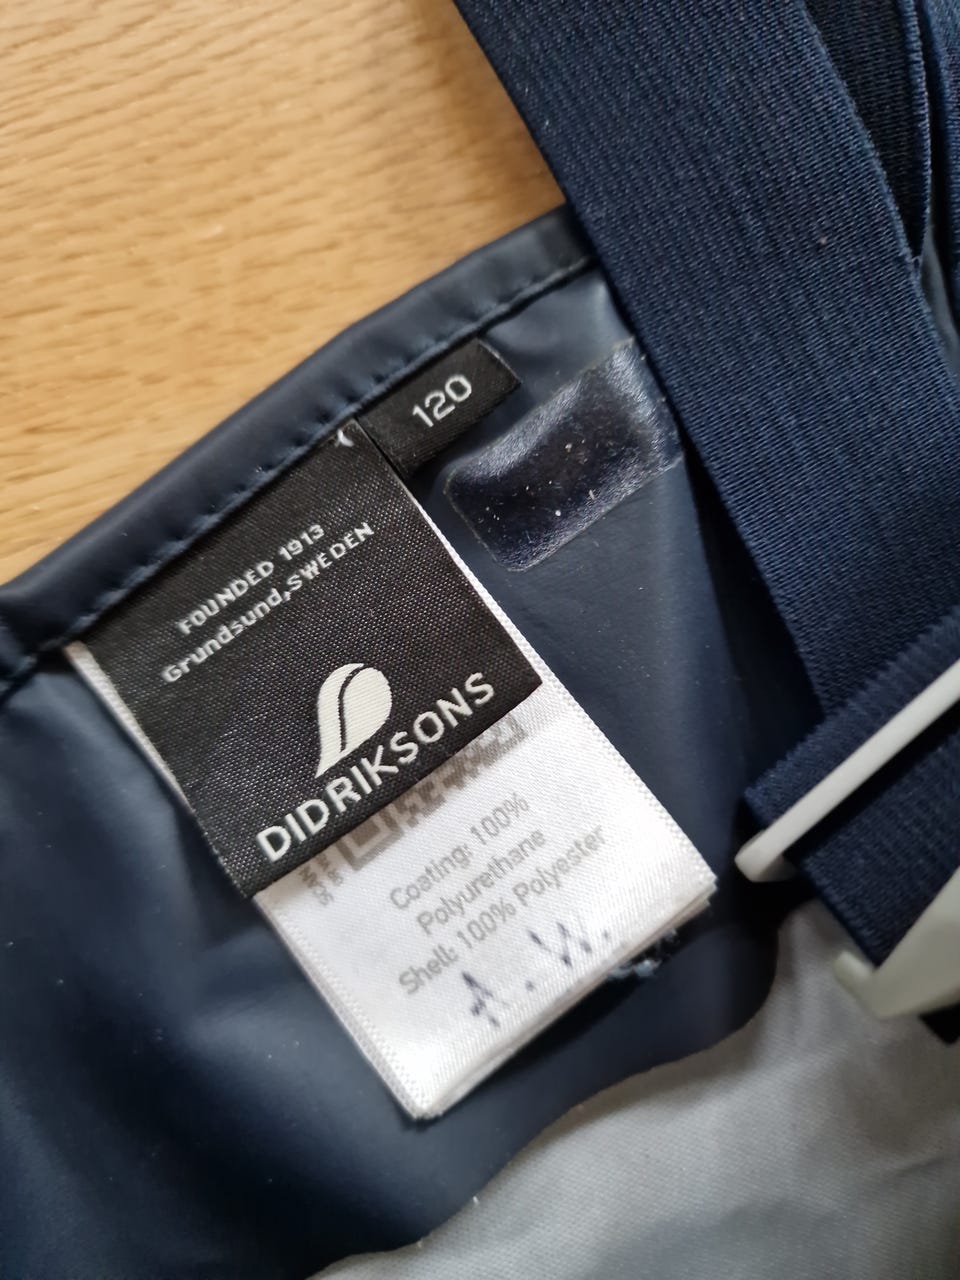 120
FOUNDED 1913
Grundsund,SWEDEN
DIDRIKSONS
Coating: 100%
Polyurethane
Shell: 100% Polyester
A.W.